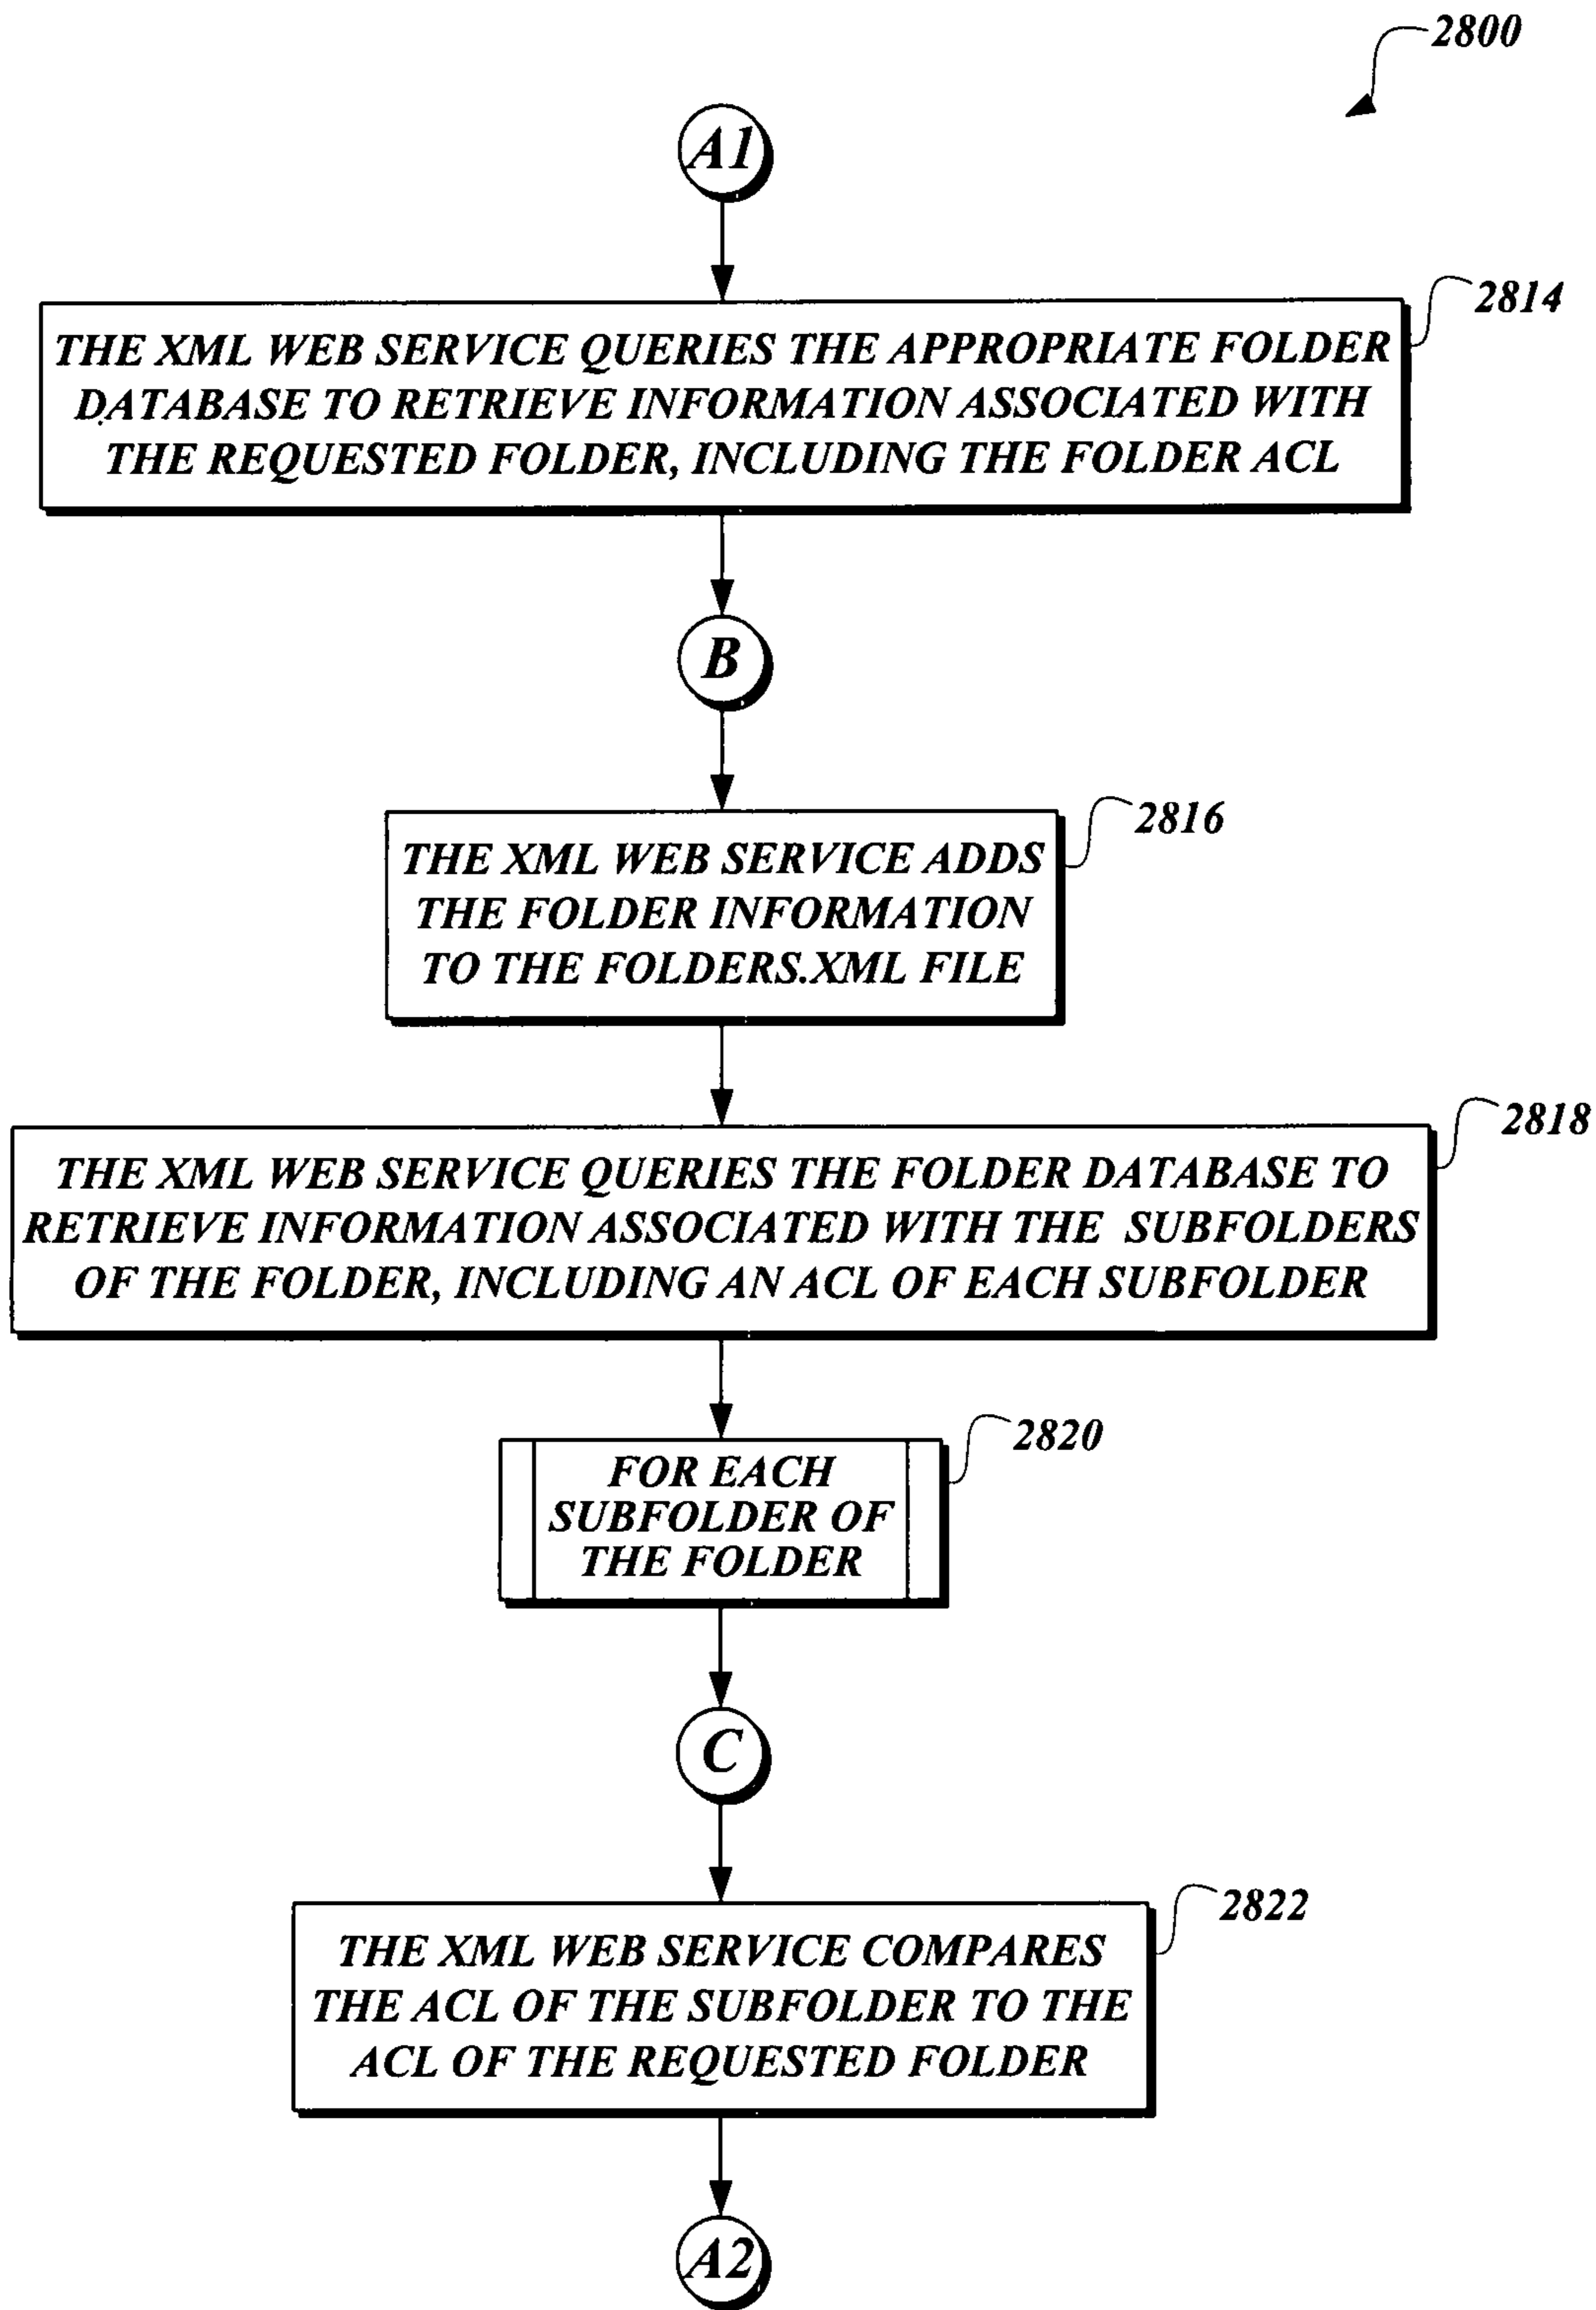 2800
A1
2814
THE XML WEB SERVICE QUERIES THE APPROPRIATE FOLDER
DATABASE TO RETRIEVE INFORMATION ASSOCIATED WITH
THE REQUESTED FOLDER, INCLUDING THE FOLDER ACL
B
2816
THE XML WEB SERVICE ADDS
THE FOLDER INFORMATION
TO THE FOLDERS.XML FILE
2818
THE XML WEB SERVICE QUERIES THE FOLDER DATABASE TO
RETRIEVE INFORMATION ASSOCIATED WITH THE SUBFOLDERS
OF THE FOLDER, INCLUDING AN ACL OF EACH SUBFOLDER
2820
FOR EACH
SUBFOLDER OF
THE FOLDER
C
2822
THE XML WEB SERVICE COMPARES
THE ACL OF THE SUBFOLDER TO THE
ACL OF THE REQUESTED FOLDER
A2